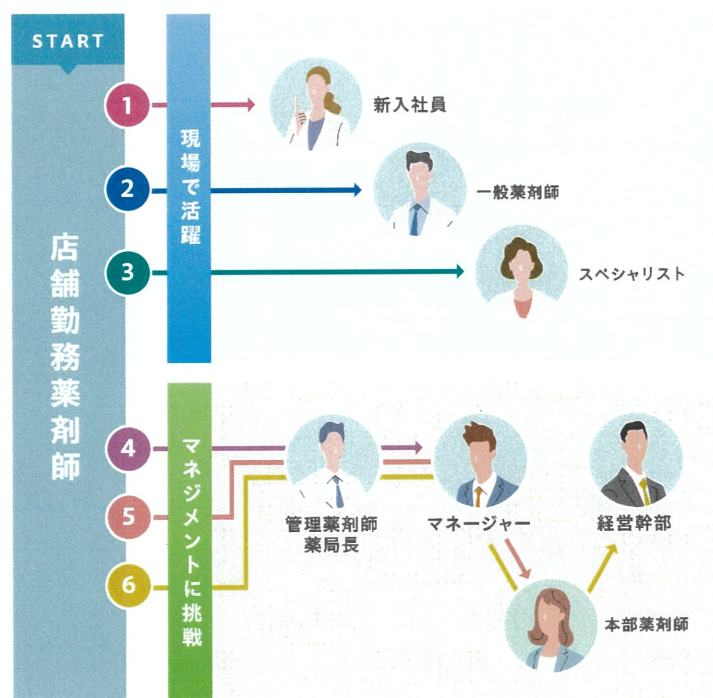 START
店舗勤務薬剤師
現場で活躍
1
新入社員
2
一般薬剤師
3
スペシャリスト
マネジメントに挑戦
4
5
6
管理薬剤師
薬局長
マネージャー
経営幹部
本部薬剤師